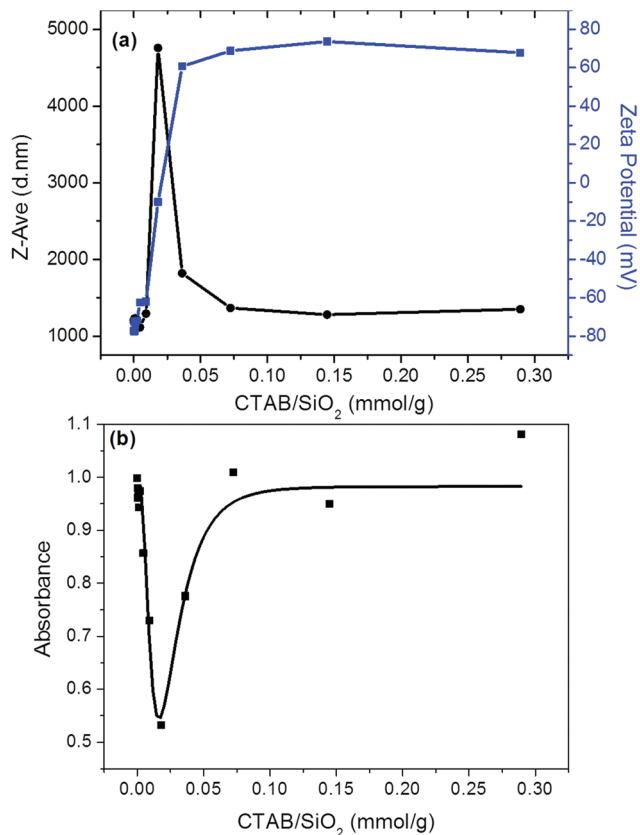 (a)
5000
4000
3000
2000
1000
Z-Ave (d.nm)
80
60
40
20
0
-20
-40
-60
-80
Zeta Potential (mV)
0.00 0.05 0.10 0.15 0.20 0.25 0.30
CTAB/SiO₂ (mmol/g)
(b)
1.1
1.0
0.9
0.8
0.7
0.6
0.5
Absorbance
0.00 0.05 0.10 0.15 0.20 0.25 0.30
CTAB/SiO₂ (mmol/g)